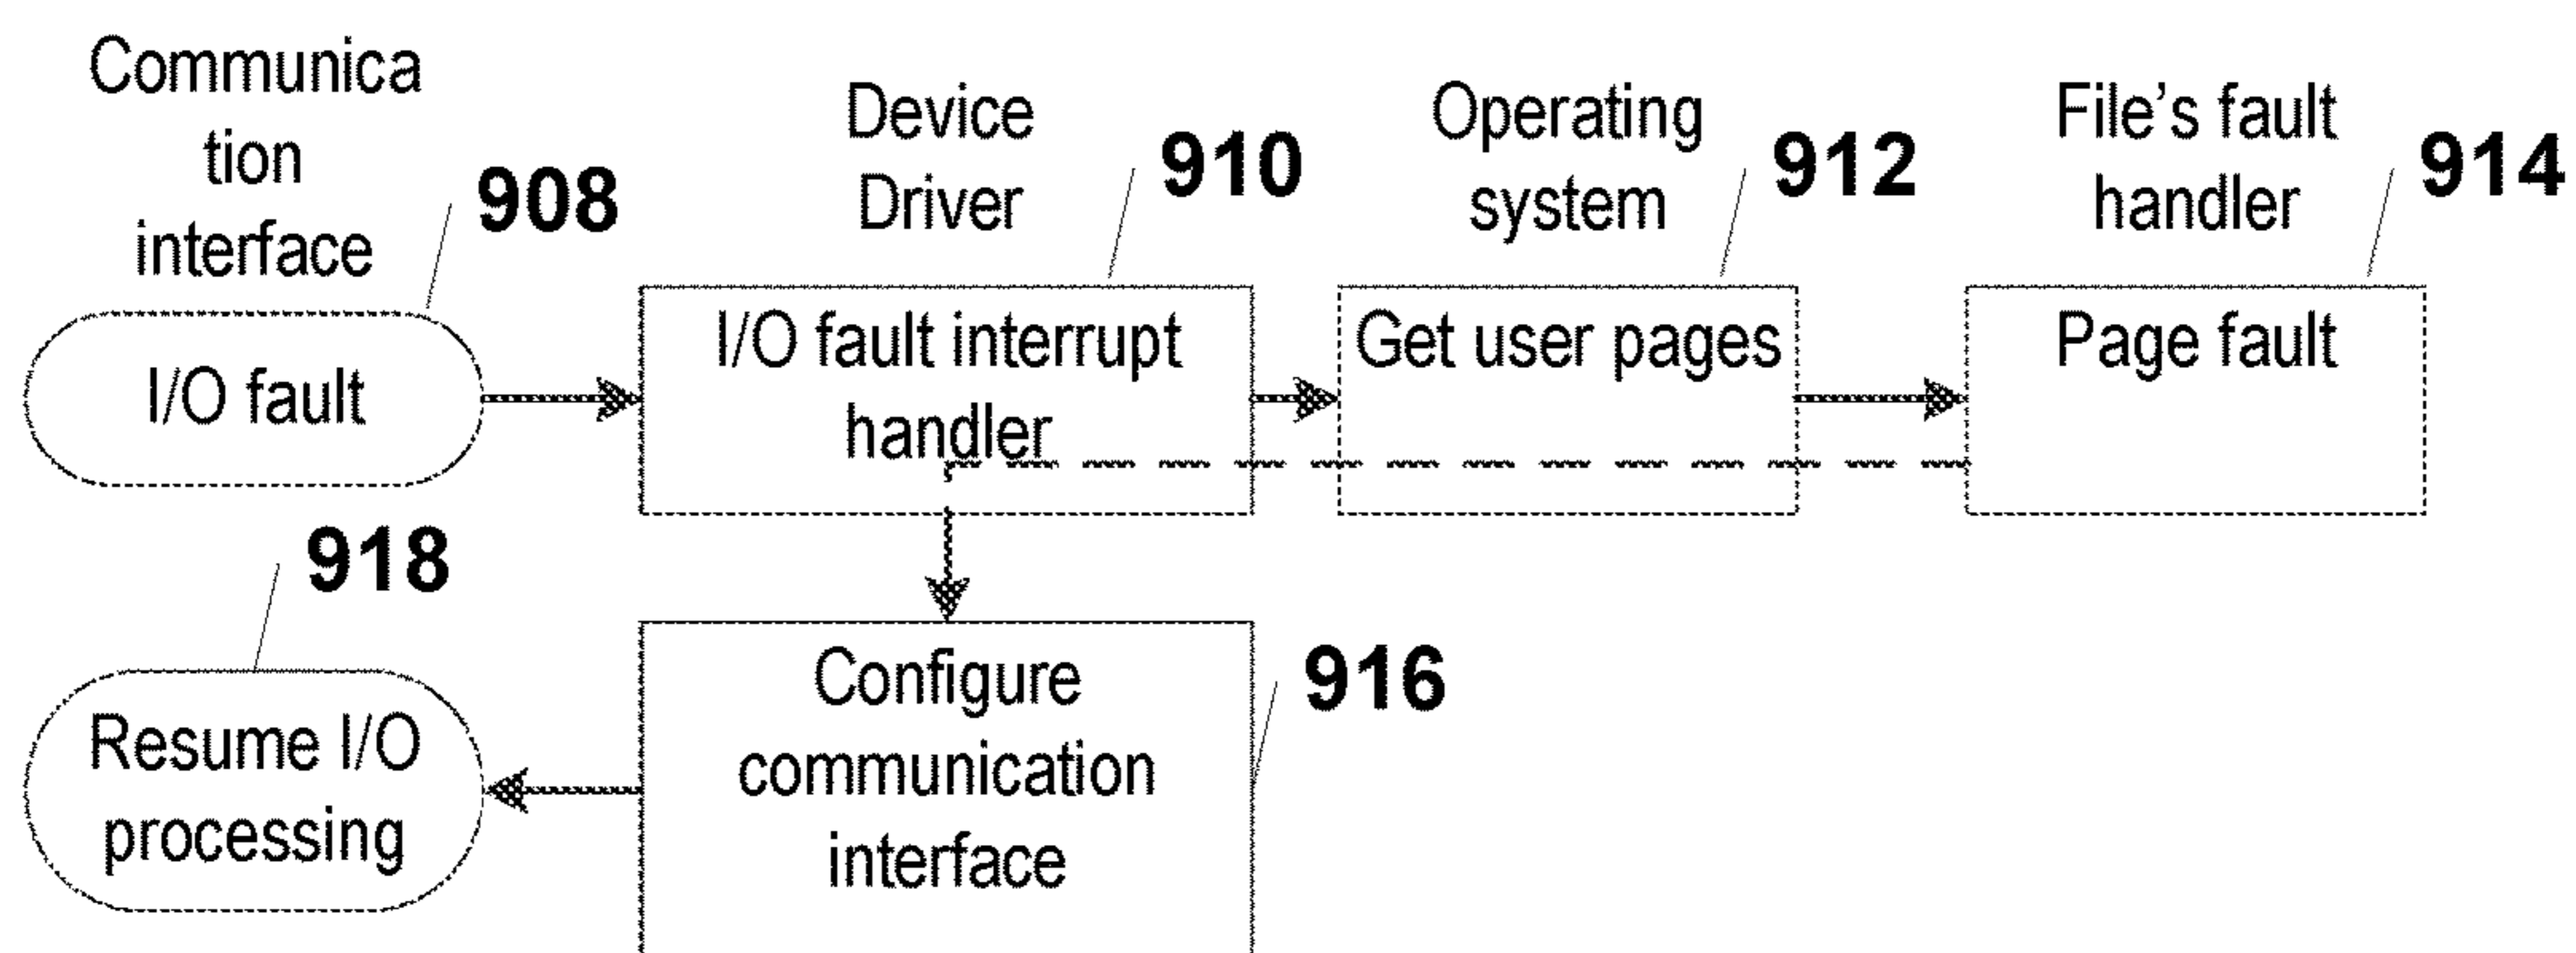 Communica
tion
interface
908
Device
Driver
910
Operating
system
912
File's fault
handler
914
I/O fault
I/O fault interrupt
handler
Get user pages
Page fault
918
Resume I/O
processing
Configure
communication
interface
916